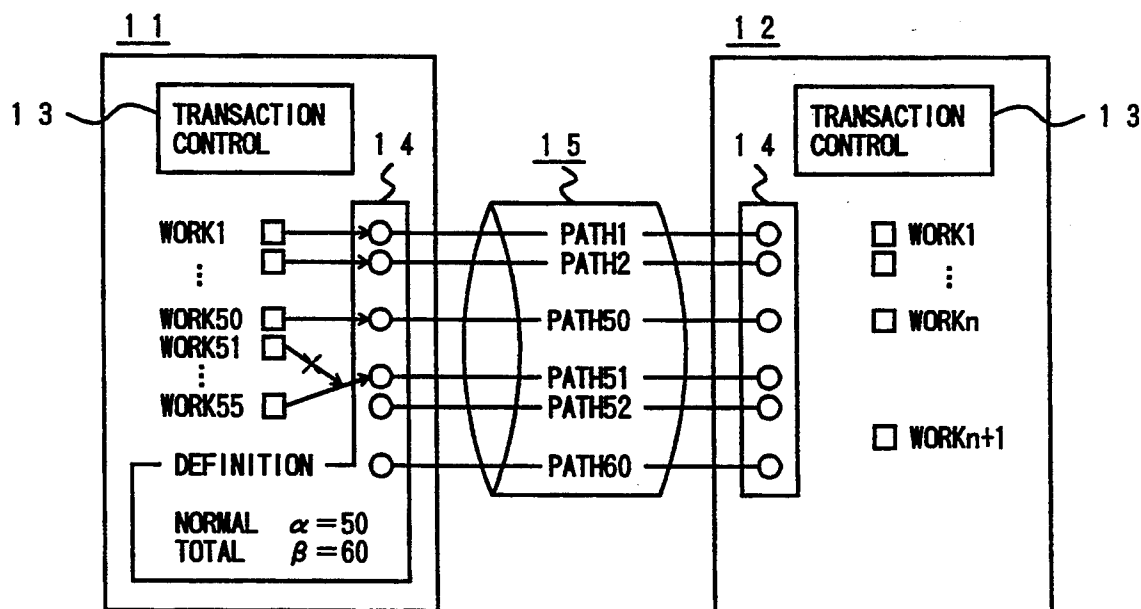 11
12
13
TRANSACTION
CONTROL
14
15
14
TRANSACTION
CONTROL
13
WORK1
⋮
WORK50
WORK51
⋮
WORK55
PATH1
PATH2
PATH50
PATH51
PATH52
PATH60
WORK1
⋮
WORKn
WORKn+1
DEFINITION
NORMAL α=50
TOTAL β=60